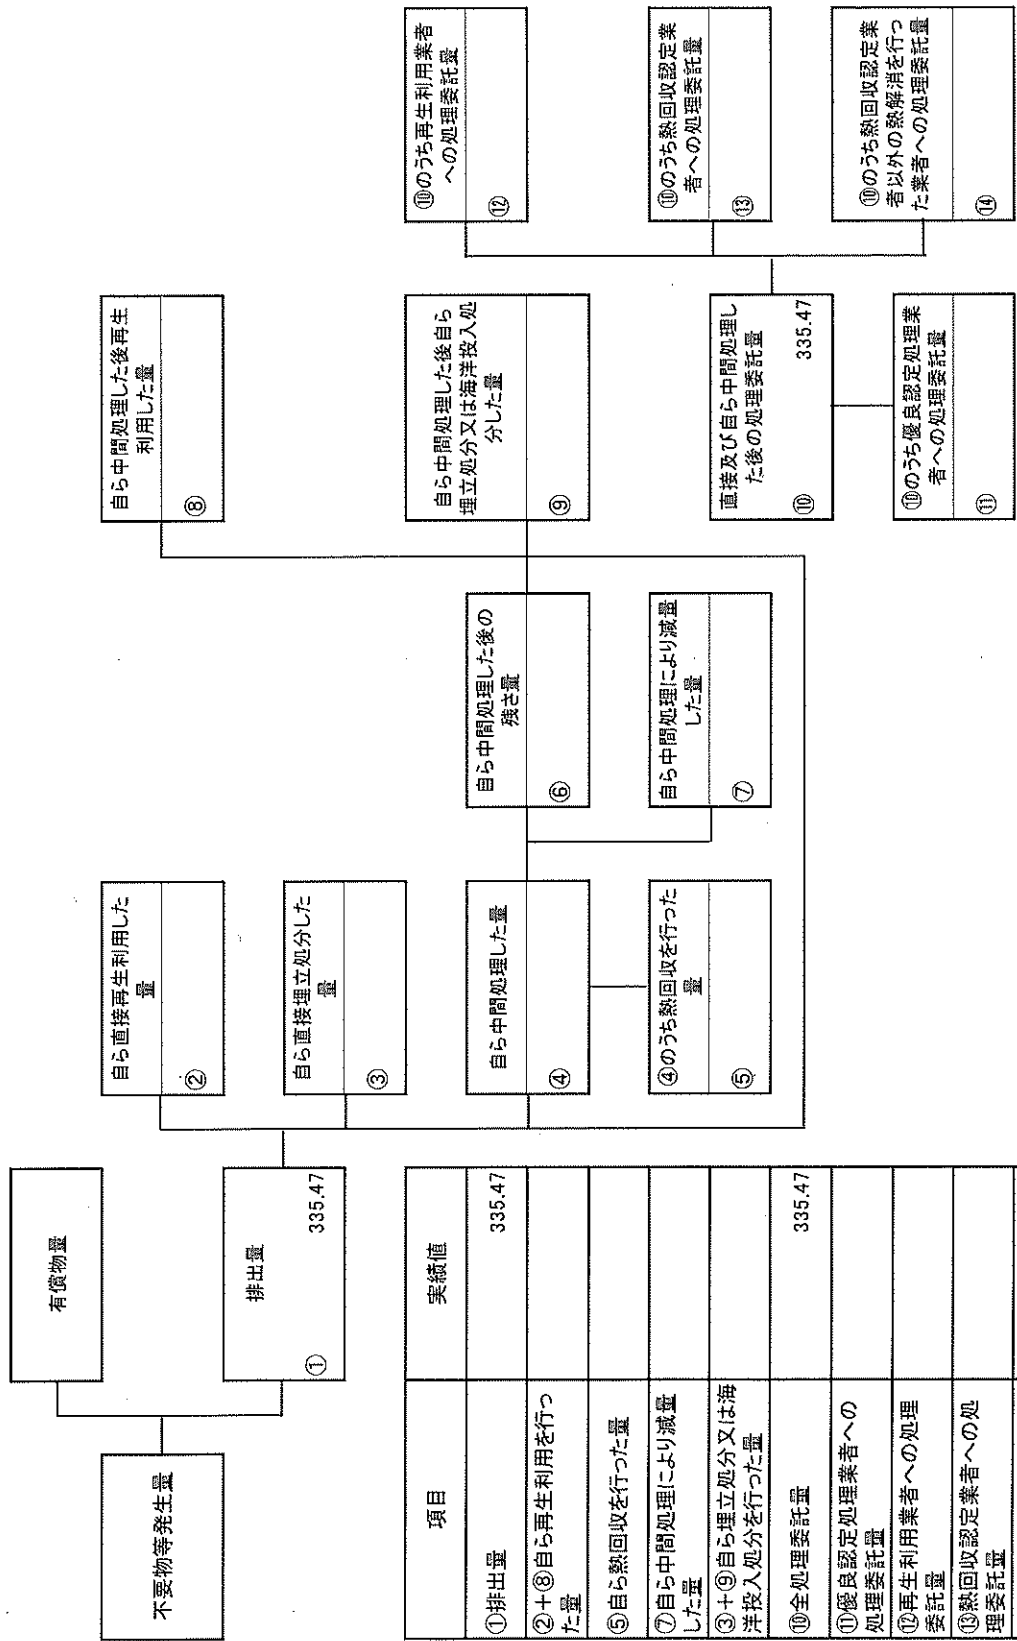 不要物等発生量
有償物量
排出量
① 335.47
自ら直接再生利用した
量
②
自ら直接埋立処分した
量
③
自ら中間処理した量
④
④のうち熱回収を行った
量
⑤
自ら中間処理した後の
残さ量
⑥
自ら中間処理により減量
した量
⑦
自ら中間処理した後再生
利用した量
⑧
自ら中間処理した後自ら
埋立処分又は海洋投入処
分した量
⑨
直接及び自ら中間処理し
た後の処理委託量
⑩ 335.47
⑩のうち優良認定処理業
者への処理委託量
⑪
⑩のうち再生利用業者
への処理委託量
⑫
⑩のうち熱回収認定業
者への処理委託量
⑬
⑩のうち熱回収認定業
者以外の熱解消を行っ
た業者への処理委託量
⑭
項目 実績値
①排出量 335.47
②+⑧自ら再生利用を行っ
た量
⑤自ら熱回収を行った量
⑦自ら中間処理により減量
した量
③+⑨自ら埋立処分又は海
洋投入処分を行った量
⑩全処理委託量 335.47
⑪優良認定処理業者への
処理委託量
⑫再生利用業者への処理
委託量
⑬熱回収認定業者への処
理委託量